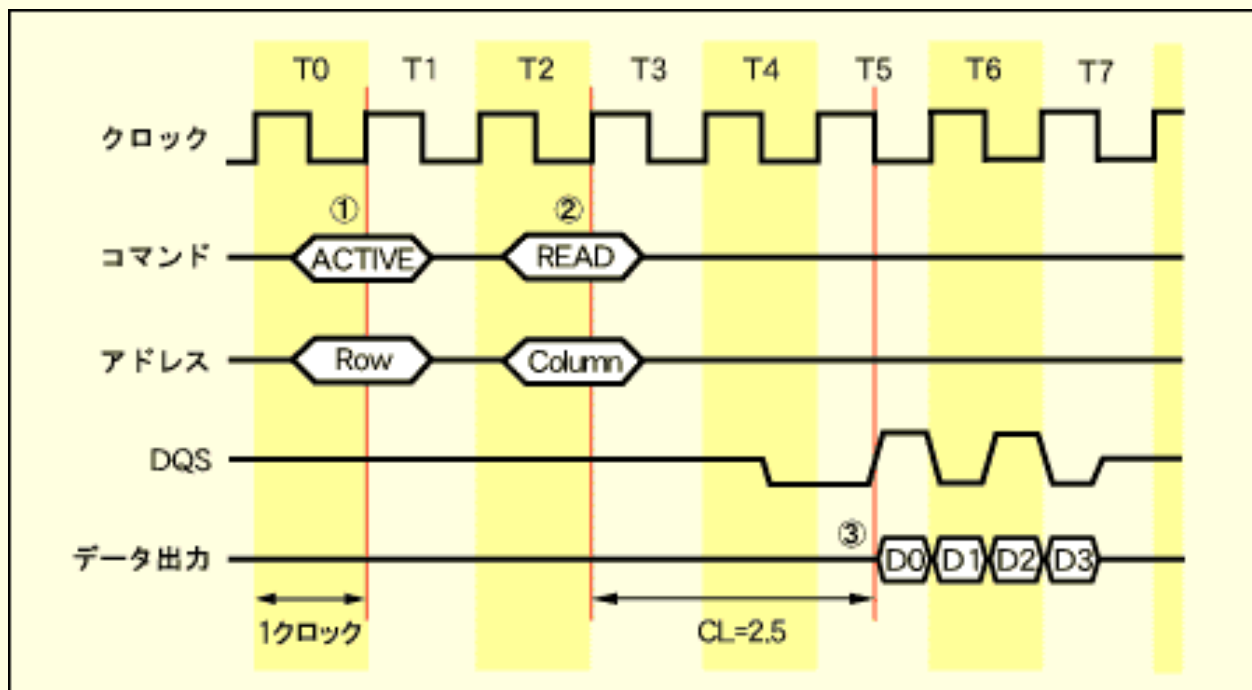 T0 T1 T2 T3 T4 T5 T6 T7
クロック
① ②
コマンド ACTIVE READ
アドレス Row Column
DQS
③
データ出力 D0 D1 D2 D3
1クロック CL=2.5